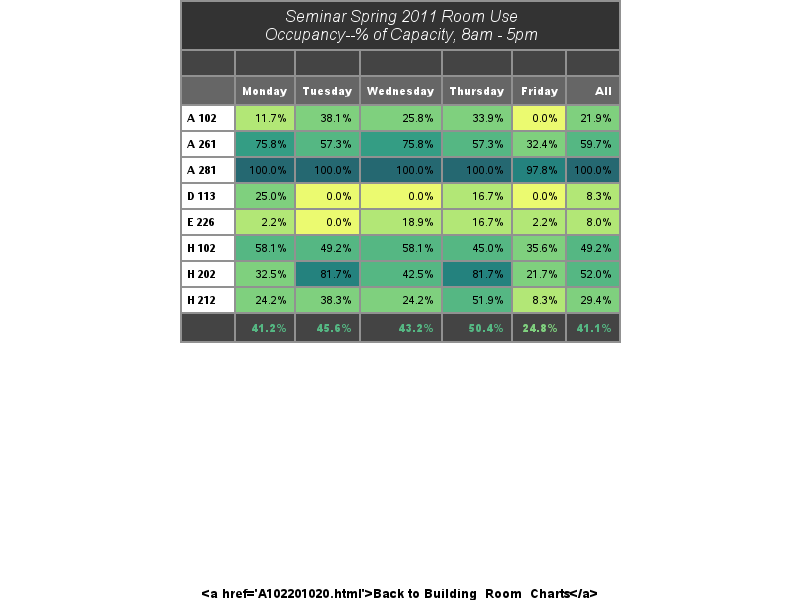 Seminar Spring 2011 Room Use
Occupancy--% of Capacity, 8am - 5pm
Monday Tuesday Wednesday Thursday Friday All
A 102 11.7% 38.1% 25.8% 33.9% 0.0% 21.9%
A 261 75.8% 57.3% 75.8% 57.3% 32.4% 59.7%
A 281 100.0% 100.0% 100.0% 100.0% 97.8% 100.0%
D 113 25.0% 0.0% 0.0% 16.7% 0.0% 8.3%
E 226 2.2% 0.0% 18.9% 16.7% 2.2% 8.0%
H 102 58.1% 49.2% 58.1% 45.0% 35.6% 49.2%
H 202 32.5% 81.7% 42.5% 81.7% 21.7% 52.0%
H 212 24.2% 38.3% 24.2% 51.9% 8.3% 29.4%
41.2% 45.6% 43.2% 50.4% 24.8% 41.1%
<a href='A102201020.html'>Back to Building_Room_Charts</a>